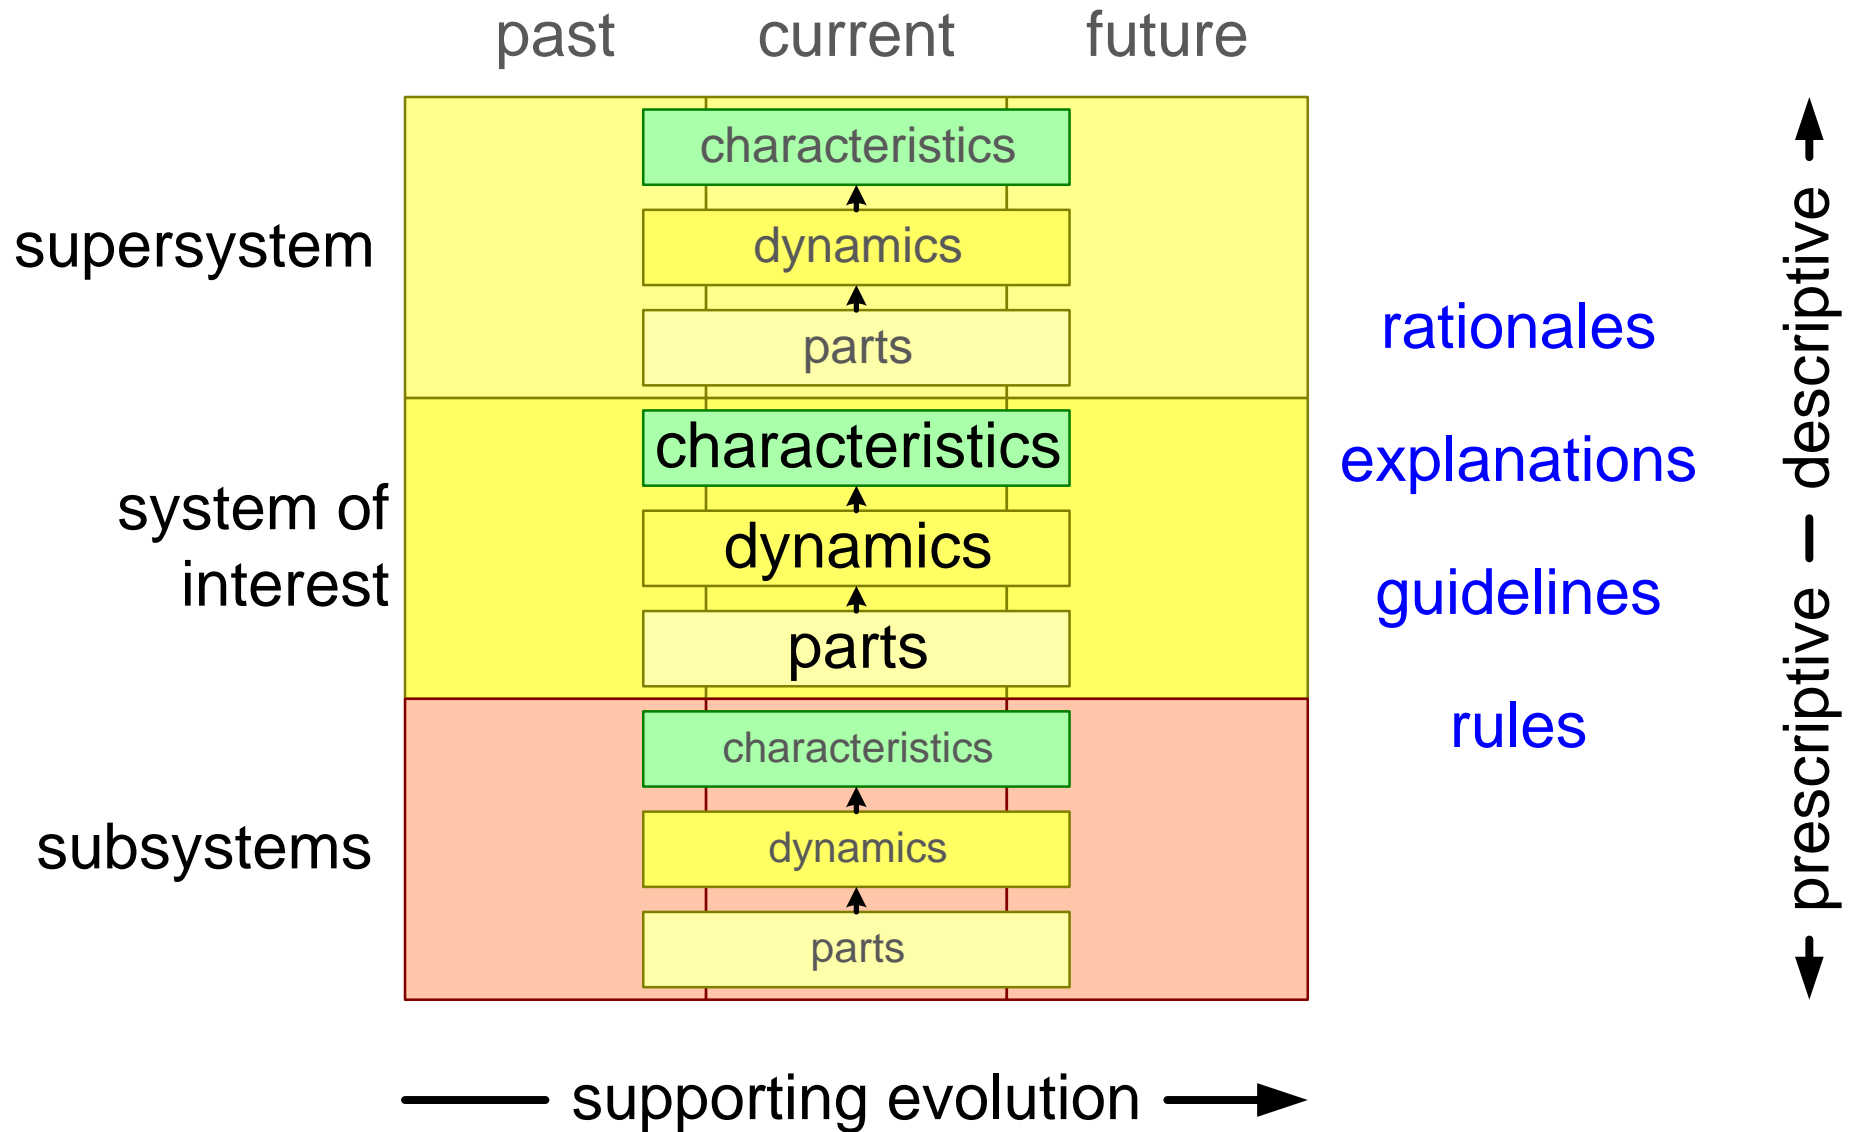 past current future
characteristics
dynamics
parts
supersystem
characteristics
dynamics
parts
system of
interest
characteristics
dynamics
parts
subsystems
rationales
explanations
guidelines
rules
prescriptive — descriptive
supporting evolution